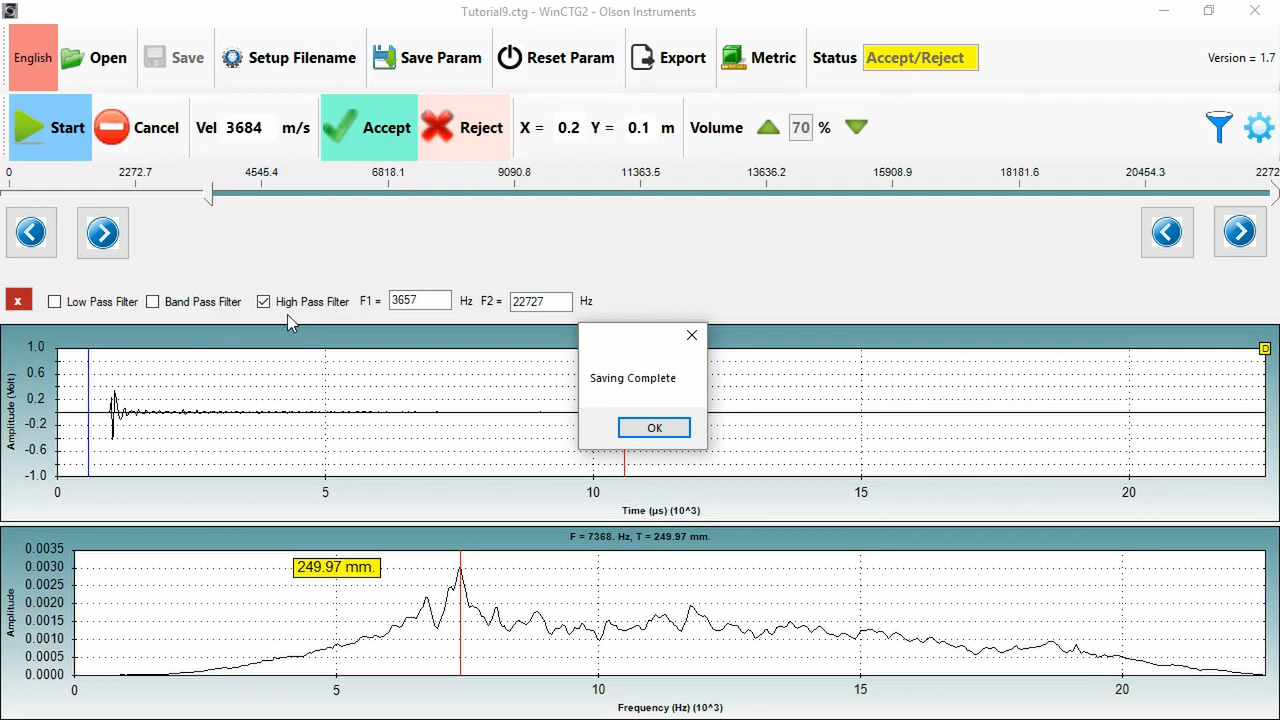 Tutorial9.ctg - WinCTG2 - Olson Instruments
English Open Save Setup Filename Save Param Reset Param Export Metric Status Accept/Reject Version = 1.7
Start Cancel Vel 3684 m/s Accept Reject X = 0.2 Y = 0.1 m Volume 70 %
0 2272.7 4545.4 6818.1 9090.8 11363.5 13636.2 15908.9 18181.6 20454.3 2272
x Low Pass Filter Band Pass Filter High Pass Filter F1 = 3657 Hz F2 = 22727 Hz
Saving Complete
OK
D
Amplitude (Volt)
1.0
0.6
0.2
-0.2
-0.6
-1.0
0 5 10 15 20
Time (µs) (10^3)
F = 7368. Hz, T = 249.97 mm.
249.97 mm.
Amplitude
0.0035
0.0030
0.0025
0.0020
0.0015
0.0010
0.0005
0.0000
0 5 10 15 20
Frequency (Hz) (10^3)